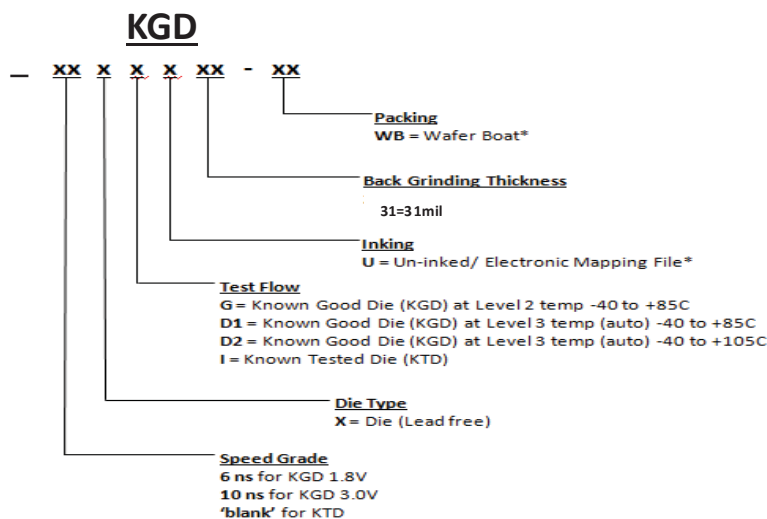 KGD
_ xx x x x xx - xx
Packing
WB = Wafer Boat*
Back Grinding Thickness
31=31mil
Inking
U = Un-inked/ Electronic Mapping File*
Test Flow
G = Known Good Die (KGD) at Level 2 temp -40 to +85C
D1 = Known Good Die (KGD) at Level 3 temp (auto) -40 to +85C
D2 = Known Good Die (KGD) at Level 3 temp (auto) -40 to +105C
I = Known Tested Die (KTD)
Die Type
X = Die (Lead free)
Speed Grade
6 ns for KGD 1.8V
10 ns for KGD 3.0V
'blank' for KTD